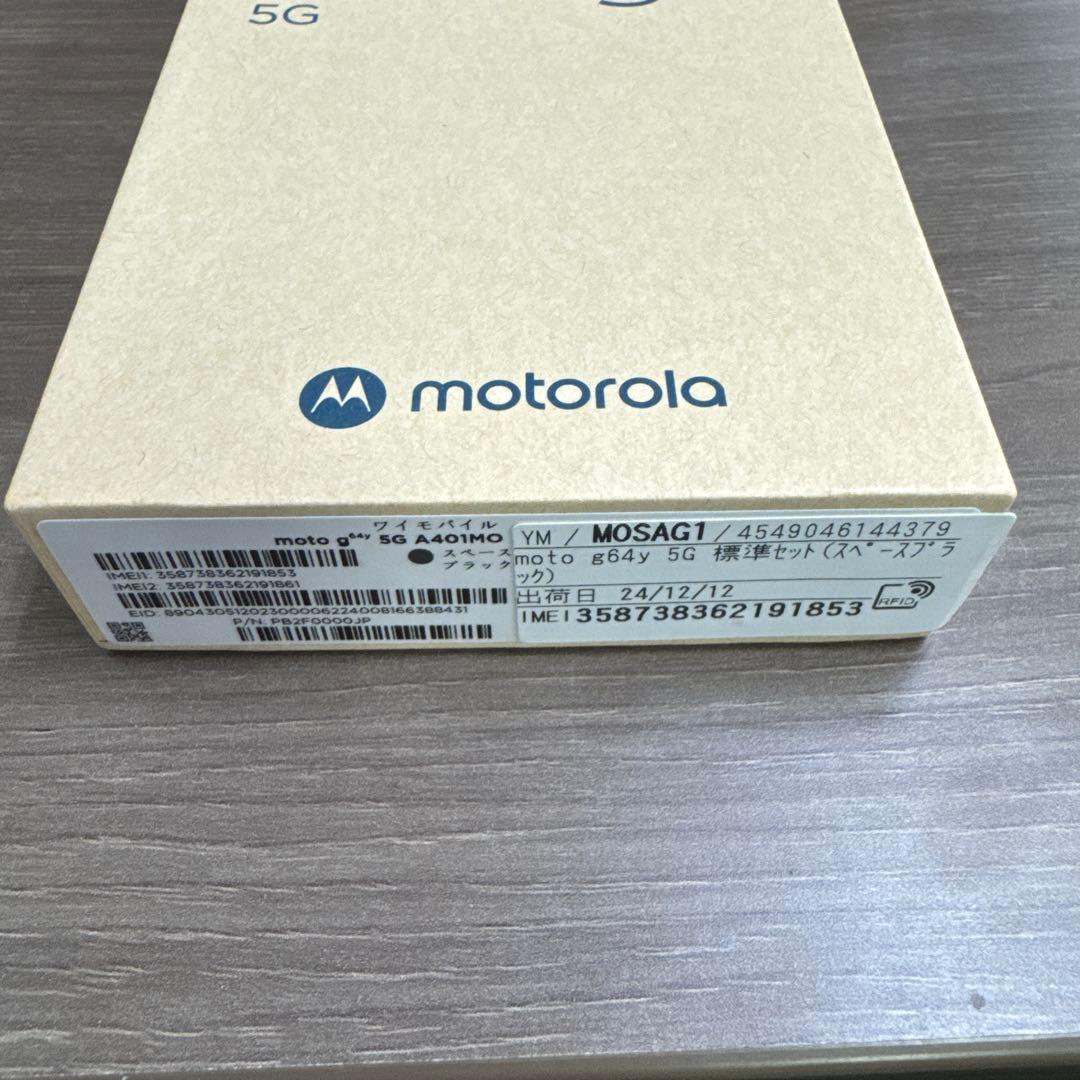 5G
motorola
ワイモバイル
moto g64y 5G A401MO
スペース
ブラック
IMEI1: 358738362191853
IMEI2: 358738362191861
EID: 89043051202300006224008166388431
P/N: PB2F0000JP
YM / MOSAG1 / 4549046144379
moto g64y 5G 標準セット(スペースブラ
ック)
出荷日 24/12/12
IMEI 358738362191853
RFID